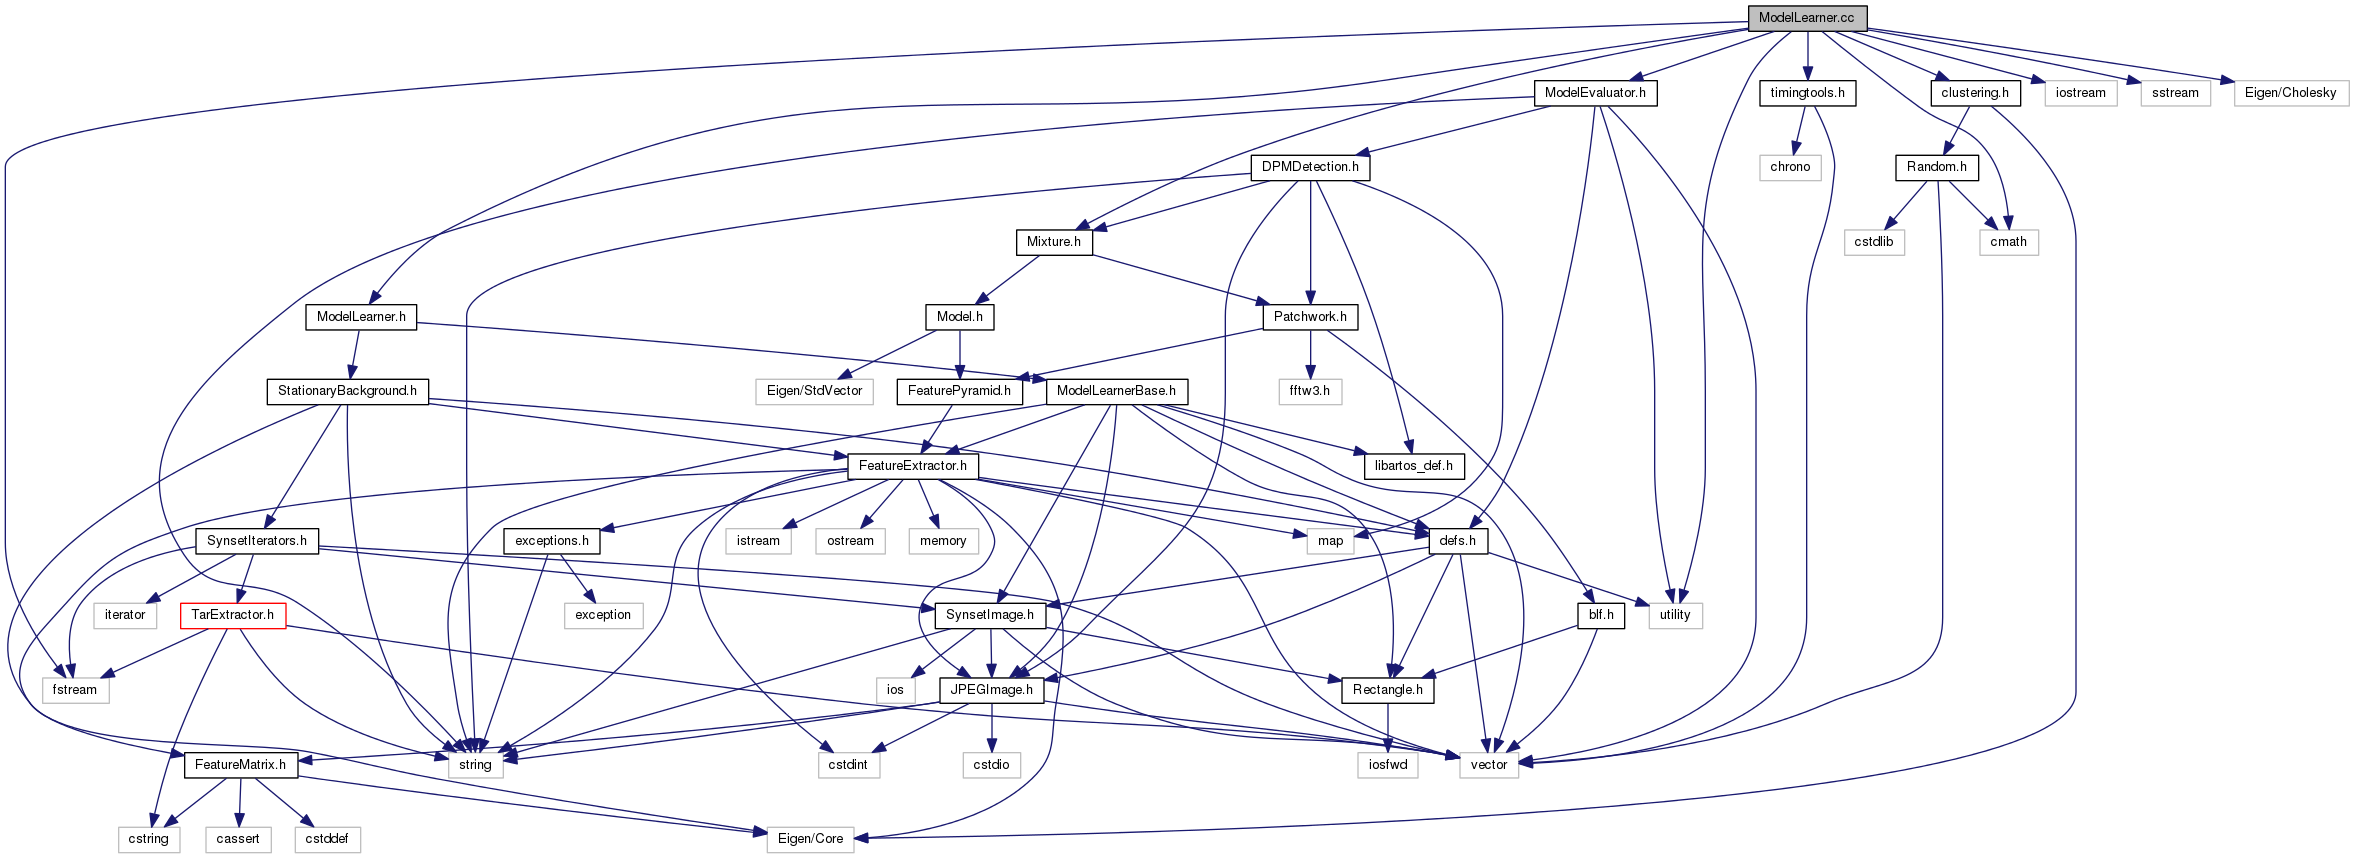 ModelLearner.cc
ModelEvaluator.h
timingtools.h
clustering.h
iostream
sstream
Eigen/Cholesky
DPMDetection.h
chrono
Random.h
Mixture.h
cstdlib
cmath
ModelLearner.h
Model.h
Patchwork.h
StationaryBackground.h
Eigen/StdVector
FeaturePyramid.h
ModelLearnerBase.h
fftw3.h
FeatureExtractor.h
libartos_def.h
SynsetIterators.h
exceptions.h
istream
ostream
memory
map
defs.h
iterator
TarExtractor.h
exception
SynsetImage.h
blf.h
utility
fstream
ios
JPEGImage.h
Rectangle.h
FeatureMatrix.h
string
cstdint
cstdio
iosfwd
vector
cstring
cassert
cstddef
Eigen/Core